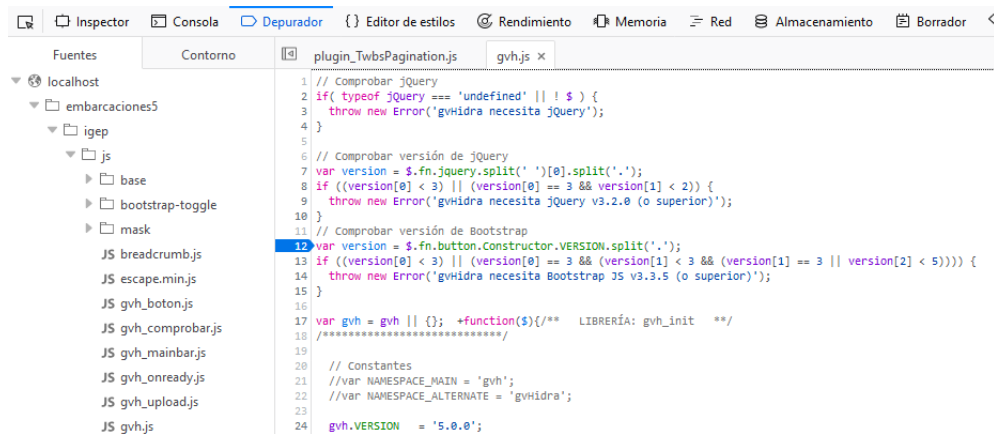 Inspector Consola Depurador {} Editor de estilos Rendimiento Memoria Red Almacenamiento Borrador
Fuentes Contorno plugin_TwbsPagination.js gvh.js ×
localhost
embarcaciones5
igep
js
base
bootstrap-toggle
mask
JS breadcrumb.js
JS escape.min.js
JS gvh_boton.js
JS gvh_comprobar.js
JS gvh_mainbar.js
JS gvh_onready.js
JS gvh_upload.js
JS gvh.js
1 // Comprobar jQuery
2 if( typeof jQuery === 'undefined' || ! $ ) {
3 throw new Error('gvHidra necesita jQuery');
4 }
5
6 // Comprobar versión de jQuery
7 var version = $.fn.jquery.split(' ')[0].split('.');
8 if ((version[0] < 3) || (version[0] == 3 && version[1] < 2)) {
9 throw new Error('gvHidra necesita jQuery v3.2.0 (o superior)');
10 }
11 // Comprobar versión de Bootstrap
12 var version = $.fn.button.Constructor.VERSION.split('.');
13 if ((version[0] < 3) || (version[0] == 3 && (version[1] < 3 && (version[1] == 3 || version[2] < 5)))) {
14 throw new Error('gvHidra necesita Bootstrap JS v3.3.5 (o superior)');
15 }
16
17 var gvh = gvh || {}; +function($){/** LIBRERÍA: gvh_init **/
18 /****************************/
19
20 // Constantes
21 //var NAMESPACE_MAIN = 'gvh';
22 //var NAMESPACE_ALTERNATE = 'gvHidra';
23
24 gvh.VERSION = '5.0.0';